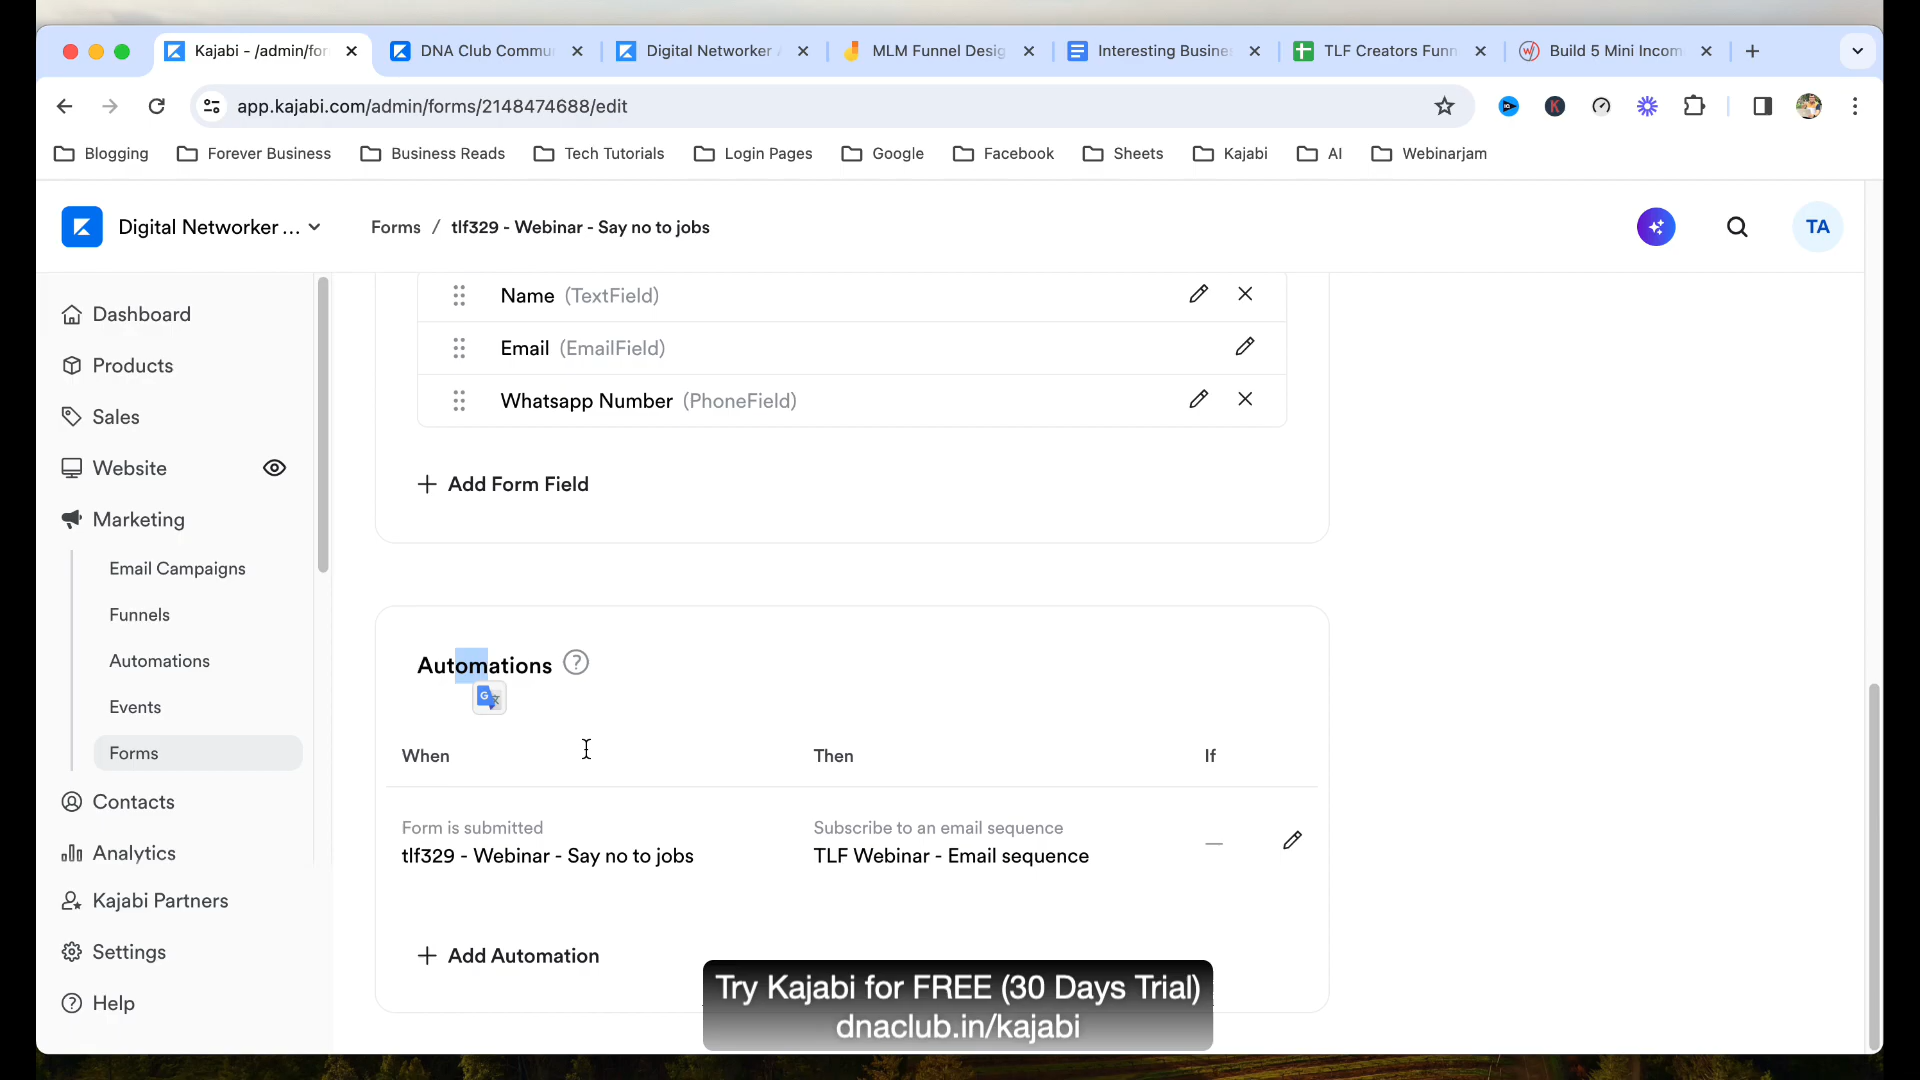 Kajabi - /admin/for
DNA Club Commu
Digital Networker
MLM Funnel Desig
Interesting Busine
TLF Creators Funn
Build 5 Mini Incom
app.kajabi.com/admin/forms/2148474688/edit
Blogging
Forever Business
Business Reads
Tech Tutorials
Login Pages
Google
Facebook
Sheets
Kajabi
AI
Webinarjam
Digital Networker ...
Forms / tlf329 - Webinar - Say no to jobs
TA
Dashboard
Products
Sales
Website
Marketing
Email Campaigns
Funnels
Automations
Events
Forms
Contacts
Analytics
Kajabi Partners
Settings
Help
Name (TextField)
Email (EmailField)
Whatsapp Number (PhoneField)
+ Add Form Field
Automations ?
When Then If
Form is submitted
tlf329 - Webinar - Say no to jobs
Subscribe to an email sequence
TLF Webinar - Email sequence
—
+ Add Automation
Try Kajabi for FREE (30 Days Trial)
dnaclub.in/kajabi